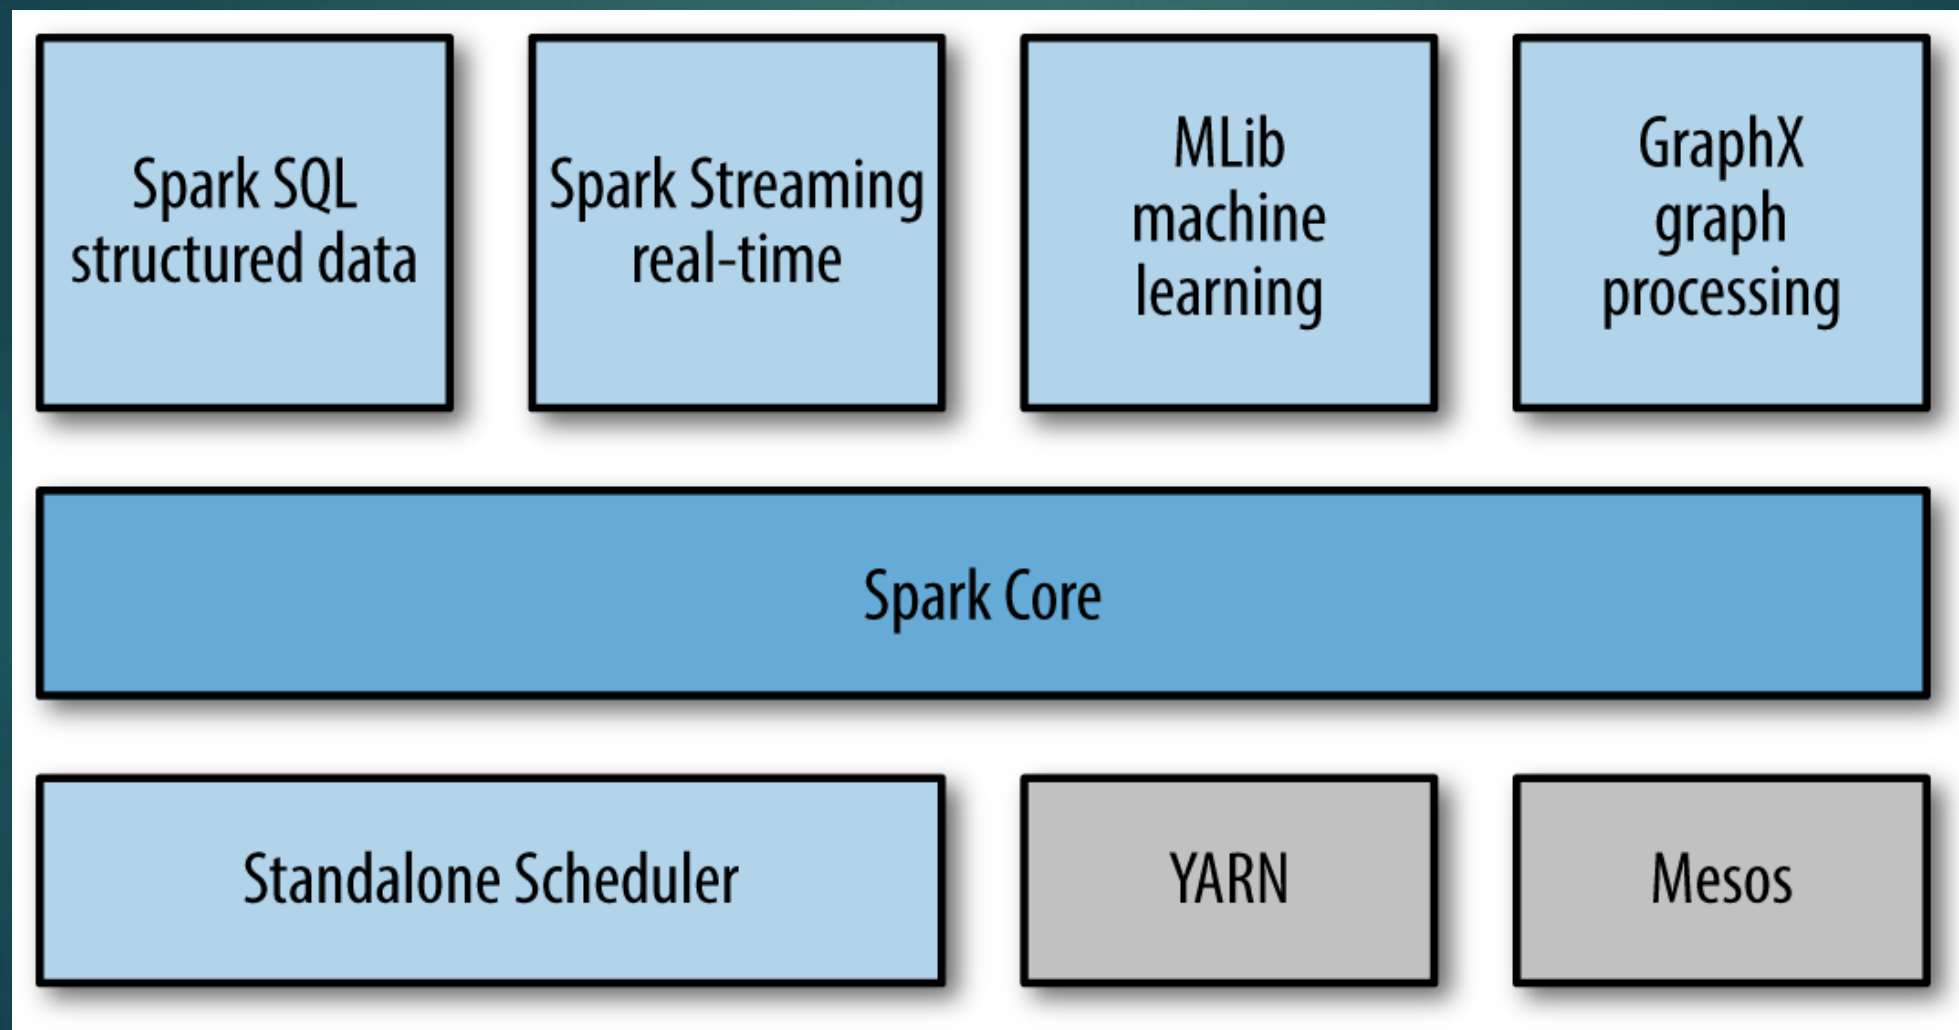 Spark SQL
structured data
Spark Streaming
real-time
MLib
machine
learning
GraphX
graph
processing
Spark Core
Standalone Scheduler
YARN
Mesos